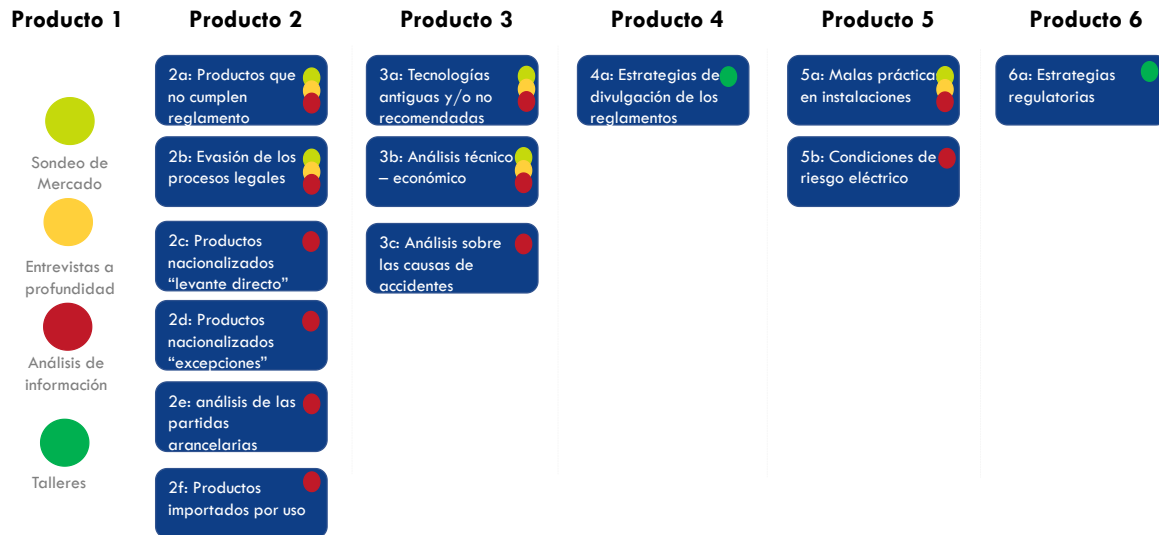 Producto 1
Producto 2
Producto 3
Producto 4
Producto 5
Producto 6
Sondeo de
Mercado
Entrevistas a
profundidad
Análisis de
información
Talleres
2a: Productos que
no cumplen
reglamento
2b: Evasión de los
procesos legales
2c: Productos
nacionalizados
“levante directo”
2d: Productos
nacionalizados
“excepciones”
2e: análisis de las
partidas
arancelarias
2f: Productos
importados por uso
3a: Tecnologías
antiguas y/o no
recomendadas
3b: Análisis técnico
– económico
3c: Análisis sobre
las causas de
accidentes
4a: Estrategias de
divulgación de los
reglamentos
5a: Malas práctica
en instalaciones
5b: Condiciones de
riesgo eléctrico
6a: Estrategias
regulatorias